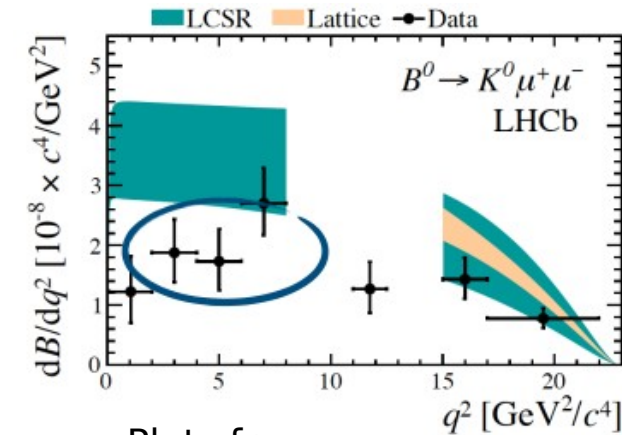 LCSR Lattice Data
dB/dq² [10⁻⁸ × c⁴/GeV²]
B⁰ → K⁰μ⁺μ⁻
LHCb
5
4
3
2
1
0
0 5 10 15 20
q² [GeV²/c⁴]